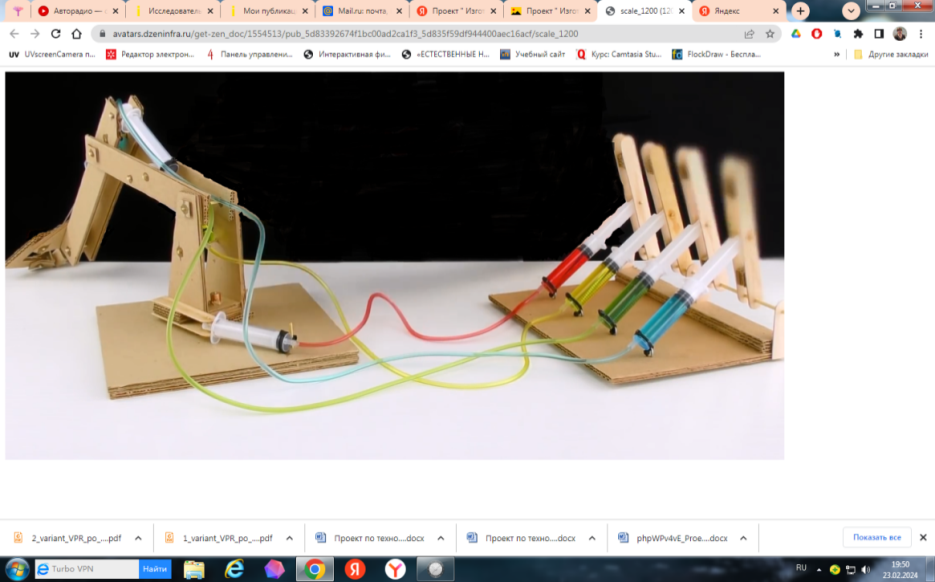 Авторадио —
Исследовател
Мои публикац
Mail.ru: почта,
Проект " Изгот
Проект " Изгот
scale_1200 (120
Яндекс
avatars.dzeninfra.ru/get-zen_doc/1554513/pub_5d83392674f1bc00ad2ca1f3_5d835f59df944400aec16acf/scale_1200
UVscreenCamera п...
Редактор электрон...
Панель управлени...
Интерактивная фи...
«ЕСТЕСТВЕННЫЕ Н...
Учебный сайт
Курс: Camtasia Stu...
FlockDraw - Беспла...
»
Другие закладки
2_variant_VPR_po_....pdf
1_variant_VPR_po_....pdf
Проект по техно....docx
Проект по техно....docx
phpWPv4vE_Proe....docx
Показать все
Turbo VPN
Найти
RU
19:50
23.02.2024